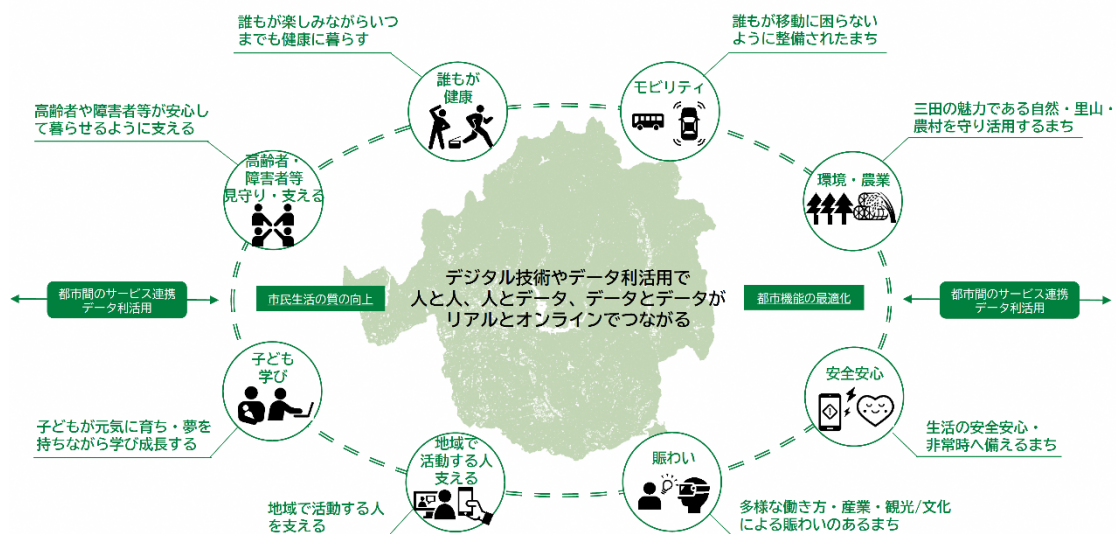 誰もが楽しみながらいつ
までも健康に暮らす
誰もが移動に困らない
ように整備されたまち
誰もが
健康
モビリティ
高齢者や障害者等が安心し
て暮らせるように支える
三田の魅力である自然・里山・
農村を守り活用するまち
高齢者・
障害者等
見守り・支える
環境・農業
デジタル技術やデータ利活用で
人と人、人とデータ、データとデータが
リアルとオンラインでつながる
都市間のサービス連携
データ利活用
市民生活の質の向上
都市機能の最適化
都市間のサービス連携
データ利活用
子ども
学び
安全安心
子どもが元気に育ち・夢を
持ちながら学び成長する
生活の安全安心・
非常時へ備えるまち
地域で
活動する人
支える
賑わい
地域で活動する人
を支える
多様な働き方・産業・観光/文化
による賑わいのあるまち